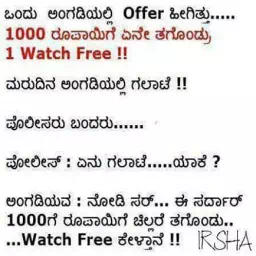 ಒಂದು ಅಂಗಡಿಯಲ್ಲಿ Offer ಹೀಗಿತ್ತು.....
1000 ರೂಪಾಯಿಗೆ ಏನೇ ತಗೊಂಡ್ರು
1 Watch Free !!
ಮರುದಿನ ಅಂಗಡಿಯಲ್ಲಿ ಗಲಾಟೆ !!
ಪೊಲೀಸರು ಬಂದರು......
ಪೋಲೀಸ್ : ಏನು ಗಲಾಟೆ.....ಯಾಕೆ ?
ಅಂಗಡಿಯವ : ನೋಡಿ ಸರ್... ಈ ಸರ್ದಾರ್
1000ಗೆ ರೂಪಾಯಿಗೆ ಚಿಲ್ಲರೆ ತಗೊಂಡು..
...Watch Free ಕೇಳ್ತಾನೆ !! IRSHA